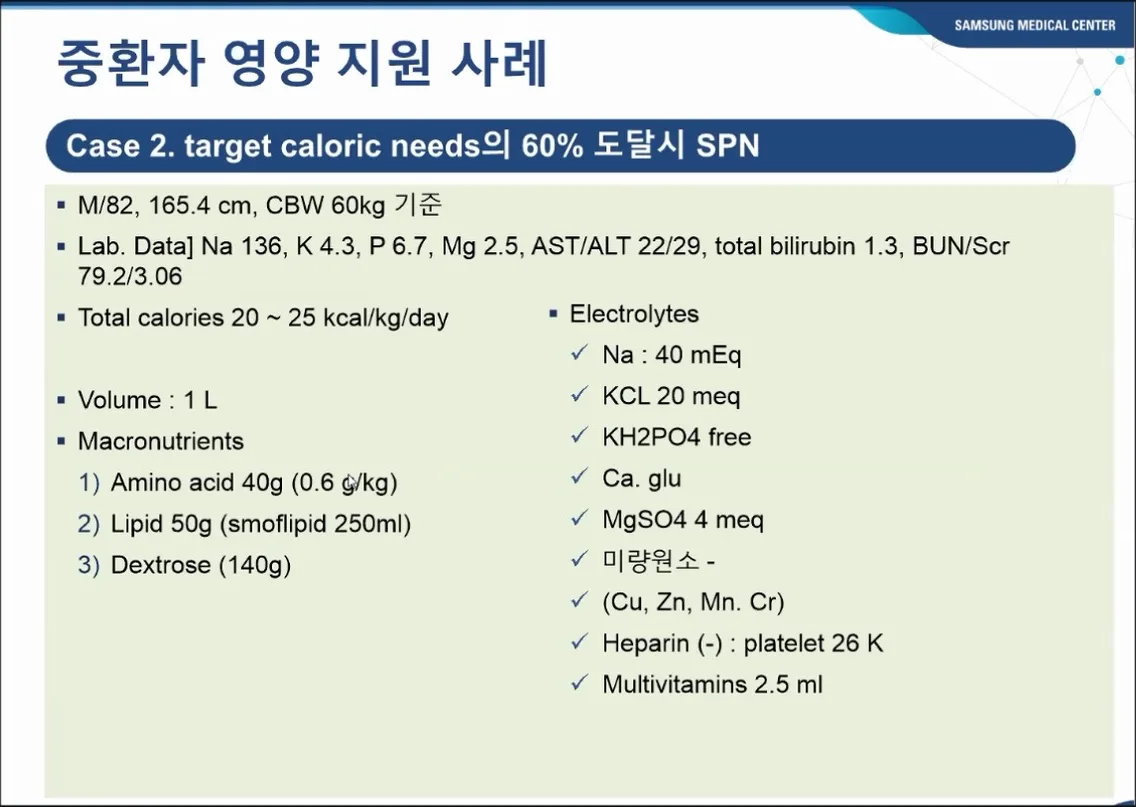 SAMSUNG MEDICAL CENTER
중환자 영양 지원 사례
Case 2. target caloric needs의 60% 도달시 SPN
▪ M/82, 165.4 cm, CBW 60kg 기준
▪ Lab. Data] Na 136, K 4.3, P 6.7, Mg 2.5, AST/ALT 22/29, total bilirubin 1.3, BUN/Scr
79.2/3.06
▪ Total calories 20 ~ 25 kcal/kg/day
▪ Volume : 1 L
▪ Macronutrients
1) Amino acid 40g (0.6 g/kg)
2) Lipid 50g (smoflipid 250ml)
3) Dextrose (140g)
▪ Electrolytes
✓ Na : 40 mEq
✓ KCL 20 meq
✓ KH2PO4 free
✓ Ca. glu
✓ MgSO4 4 meq
✓ 미량원소 -
✓ (Cu, Zn, Mn. Cr)
✓ Heparin (-) : platelet 26 K
✓ Multivitamins 2.5 ml